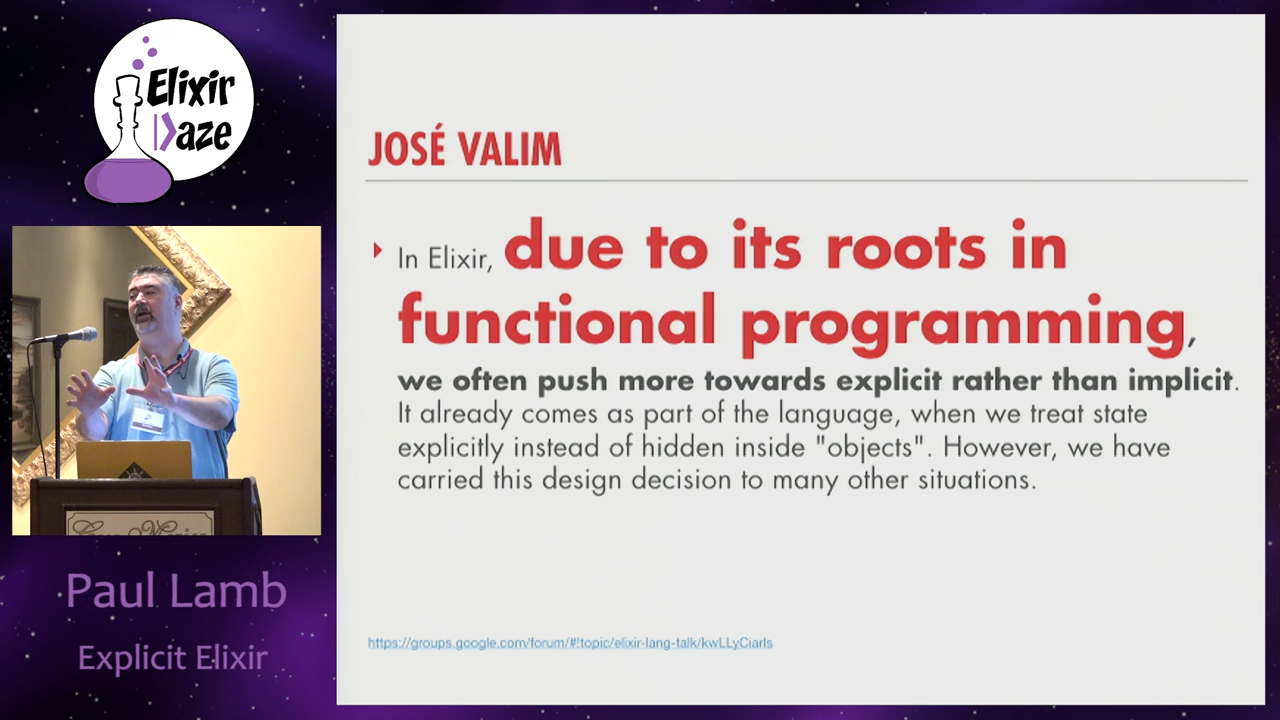 Elixir
|>aze
JOSÉ VALIM
In Elixir, due to its roots in
functional programming,
we often push more towards explicit rather than implicit.
It already comes as part of the language, when we treat state
explicitly instead of hidden inside "objects". However, we have
carried this design decision to many other situations.
https://groups.google.com/forum/#!topic/elixir-lang-talk/kwLLyCiarls
Paul Lamb
Explicit Elixir